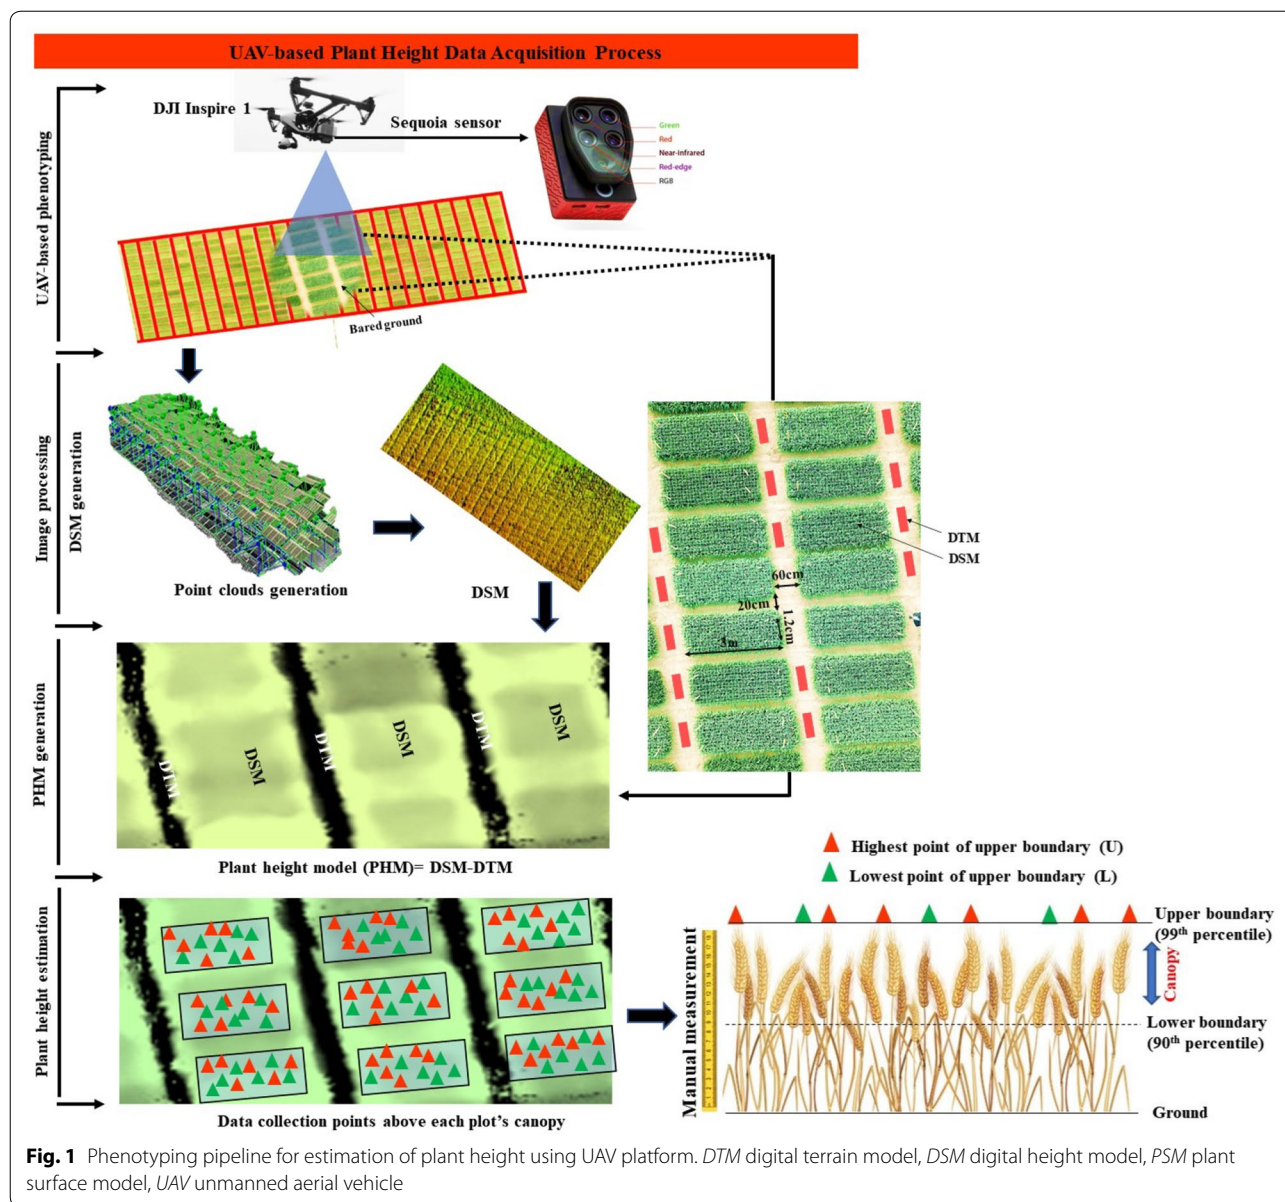 UAV-based Plant Height Data Acquisition Process
UAV-based phenotyping
DJI Inspire 1
Sequoia sensor
Green
Red
Near-infrared
Red-edge
RGB
Bared ground
Image processing
DSM generation
Point clouds generation
DSM
DTM
DSM
60cm
20cm
1.2cm
3m
PHM generation
DTM
DSM
DTM
DSM
DTM
DSM
Plant height model (PHM)= DSM-DTM
Plant height estimation
Data collection points above each plot's canopy
Highest point of upper boundary (U)
Lowest point of upper boundary (L)
Manual measurement
Upper boundary
(99th percentile)
Canopy
Lower boundary
(90th percentile)
Ground
Fig. 1 Phenotyping pipeline for estimation of plant height using UAV platform. DTM digital terrain model, DSM digital height model, PSM plant
surface model, UAV unmanned aerial vehicle